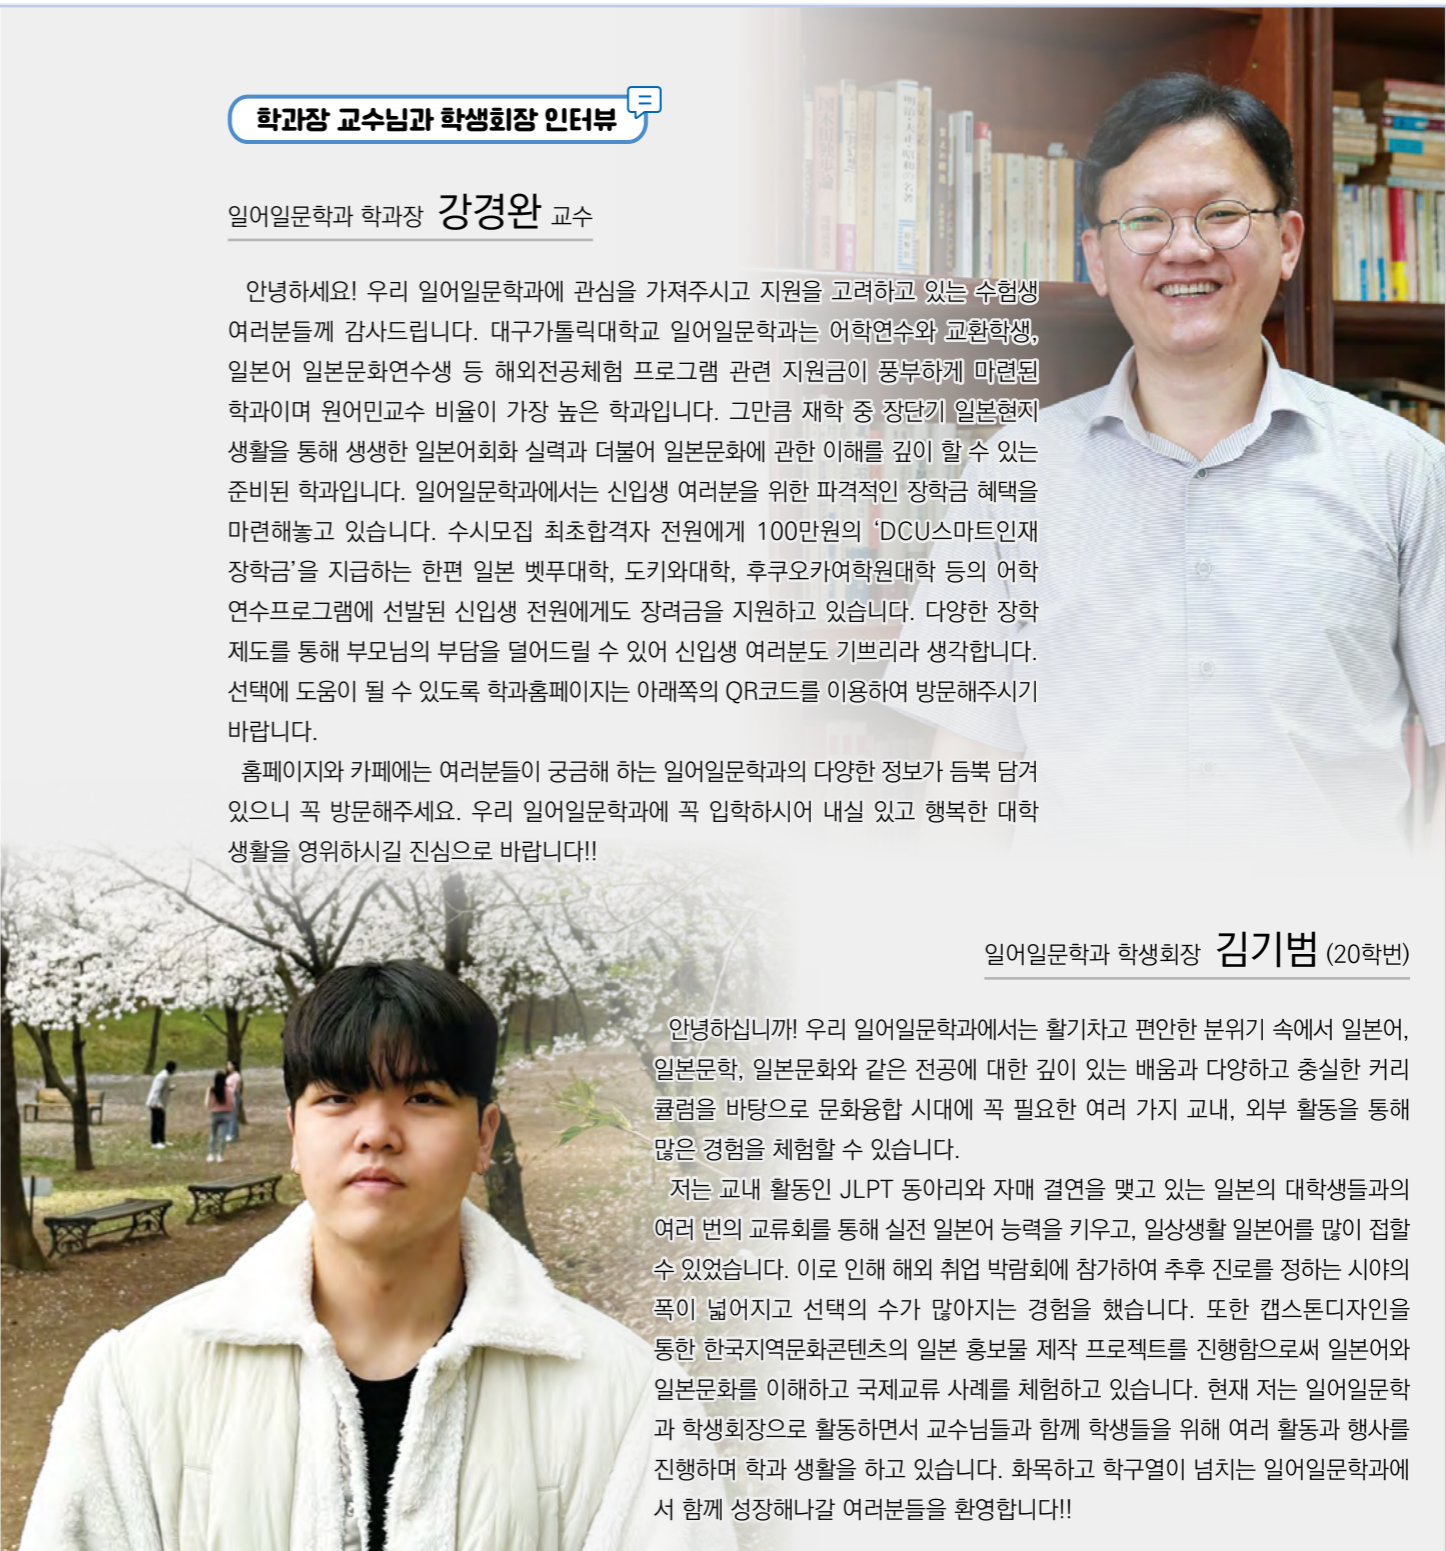 학과장 교수님과 학생회장 인터뷰
일어일문학과 학과장 강경완 교수
안녕하세요! 우리 일어일문학과에 관심을 가져주시고 지원을 고려하고 있는 수험생
여러분들께 감사드립니다. 대구가톨릭대학교 일어일문학과는 어학연수와 교환학생,
일본어 일본문화연수생 등 해외전공체험 프로그램 관련 지원금이 풍부하게 마련된
학과이며 원어민교수 비율이 가장 높은 학과입니다. 그만큼 재학 중 장단기 일본현지
생활을 통해 생생한 일본어회화 실력과 더불어 일본문화에 관한 이해를 깊이 할 수 있는
준비된 학과입니다. 일어일문학과에서는 신입생 여러분을 위한 파격적인 장학금 혜택을
마련해놓고 있습니다. 수시모집 최초합격자 전원에게 100만원의 ‘DCU스마트인재
장학금’을 지급하는 한편 일본 벳푸대학, 도키와대학, 후쿠오카여학원대학 등의 어학
연수프로그램에 선발된 신입생 전원에게도 장려금을 지원하고 있습니다. 다양한 장학
제도를 통해 부모님의 부담을 덜어드릴 수 있어 신입생 여러분도 기쁘리라 생각합니다.
선택에 도움이 될 수 있도록 학과홈페이지는 아래쪽의 QR코드를 이용하여 방문해주시기
바랍니다.
홈페이지와 카페에는 여러분들이 궁금해 하는 일어일문학과의 다양한 정보가 듬뿍 담겨
있으니 꼭 방문해주세요. 우리 일어일문학과에 꼭 입학하시어 내실 있고 행복한 대학
생활을 영위하시길 진심으로 바랍니다!!
일어일문학과 학생회장 김기범 (20학번)
안녕하십니까! 우리 일어일문학과에서는 활기차고 편안한 분위기 속에서 일본어,
일본문학, 일본문화와 같은 전공에 대한 깊이 있는 배움과 다양하고 충실한 커리
큘럼을 바탕으로 문화융합 시대에 꼭 필요한 여러 가지 교내, 외부 활동을 통해
많은 경험을 체험할 수 있습니다.
저는 교내 활동인 JLPT 동아리와 자매 결연을 맺고 있는 일본의 대학생들과의
여러 번의 교류회를 통해 실전 일본어 능력을 키우고, 일상생활 일본어를 많이 접할
수 있었습니다. 이로 인해 해외 취업 박람회에 참가하여 추후 진로를 정하는 시야의
폭이 넓어지고 선택의 수가 많아지는 경험을 했습니다. 또한 캡스톤디자인을
통한 한국지역문화콘텐츠의 일본 홍보물 제작 프로젝트를 진행함으로써 일본어와
일본문화를 이해하고 국제교류 사례를 체험하고 있습니다. 현재 저는 일어일문학
과 학생회장으로 활동하면서 교수님들과 함께 학생들을 위해 여러 활동과 행사를
진행하며 학과 생활을 하고 있습니다. 화목하고 학구열이 넘치는 일어일문학과에
서 함께 성장해나갈 여러분들을 환영합니다!!